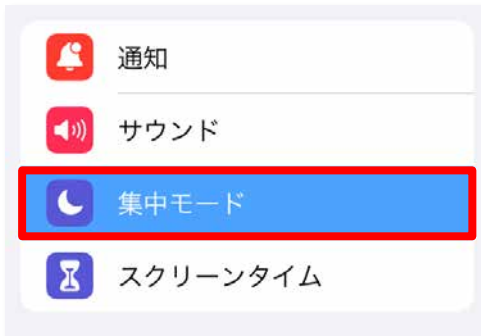 通知
サウンド
集中モード
スクリーンタイム